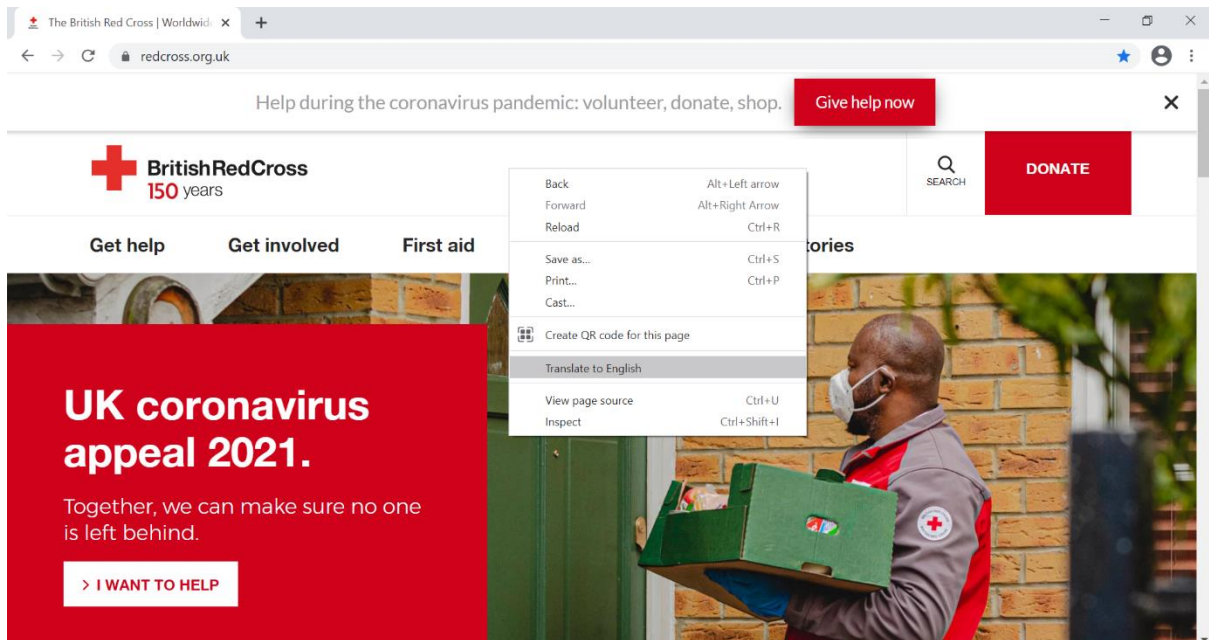 The British Red Cross | Worldwide
redcross.org.uk
Help during the coronavirus pandemic: volunteer, donate, shop. Give help now
BritishRedCross
150 years
SEARCH
DONATE
Get help Get involved First aid tories
Back Alt+Left arrow
Forward Alt+Right Arrow
Reload Ctrl+R
Save as... Ctrl+S
Print... Ctrl+P
Cast...
Create QR code for this page
Translate to English
View page source Ctrl+U
Inspect Ctrl+Shift+I
UK coronavirus
appeal 2021.
Together, we can make sure no one
is left behind.
> I WANT TO HELP